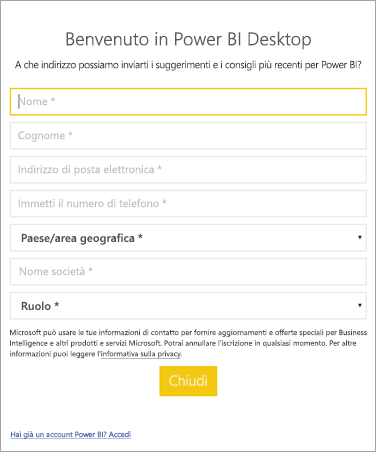 Benvenuto in Power BI Desktop
A che indirizzo possiamo inviarti i suggerimenti e i consigli più recenti per Power BI?
Nome *
Cognome *
Indirizzo di posta elettronica *
Immetti il numero di telefono *
Paese/area geografica *
Nome società *
Ruolo *
Microsoft può usare le tue informazioni di contatto per fornire aggiornamenti e offerte speciali per Business
Intelligence e altri prodotti e servizi Microsoft. Potrai annullare l'iscrizione in qualsiasi momento. Per altre
informazioni puoi leggere l'informativa sulla privacy.
Chiudi
Hai già un account Power BI? Accedi